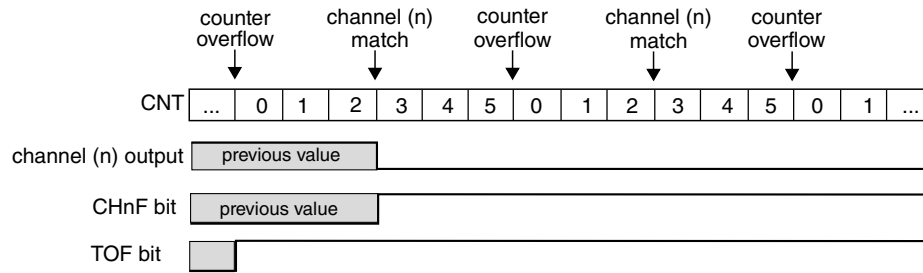 counter overflow
channel (n) match
counter overflow
channel (n) match
counter overflow
CNT ... 0 1 2 3 4 5 0 1 2 3 4 5 0 1 ...
channel (n) output previous value
CHnF bit previous value
TOF bit